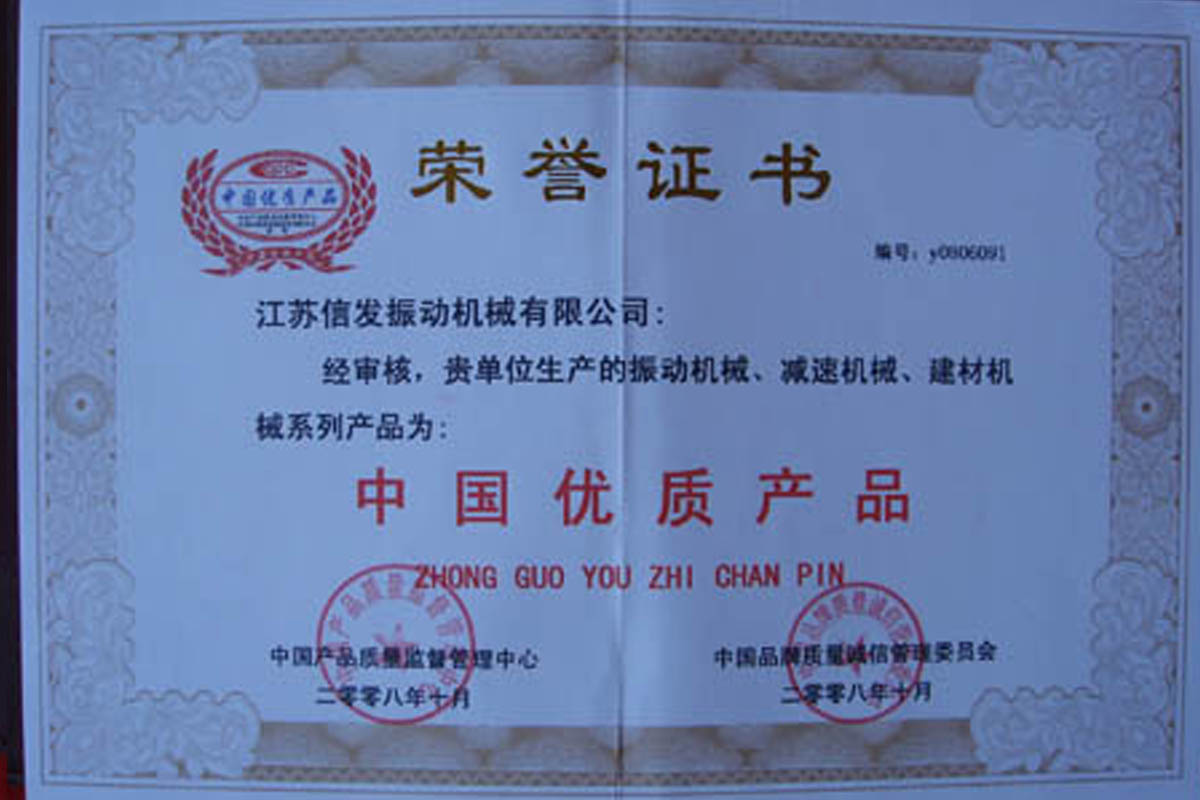 荣誉证书
中国优质产品
编号：y0806091
江苏信发振动机械有限公司：
经审核，贵单位生产的振动机械、减速机械、建材机
械系列产品为：
中国优质产品
ZHONG GUO YOU ZHI CHAN PIN
中国产品质量监督管理中心
二零零八年十月
中国品牌质量诚信管理委员会
二零零八年十月